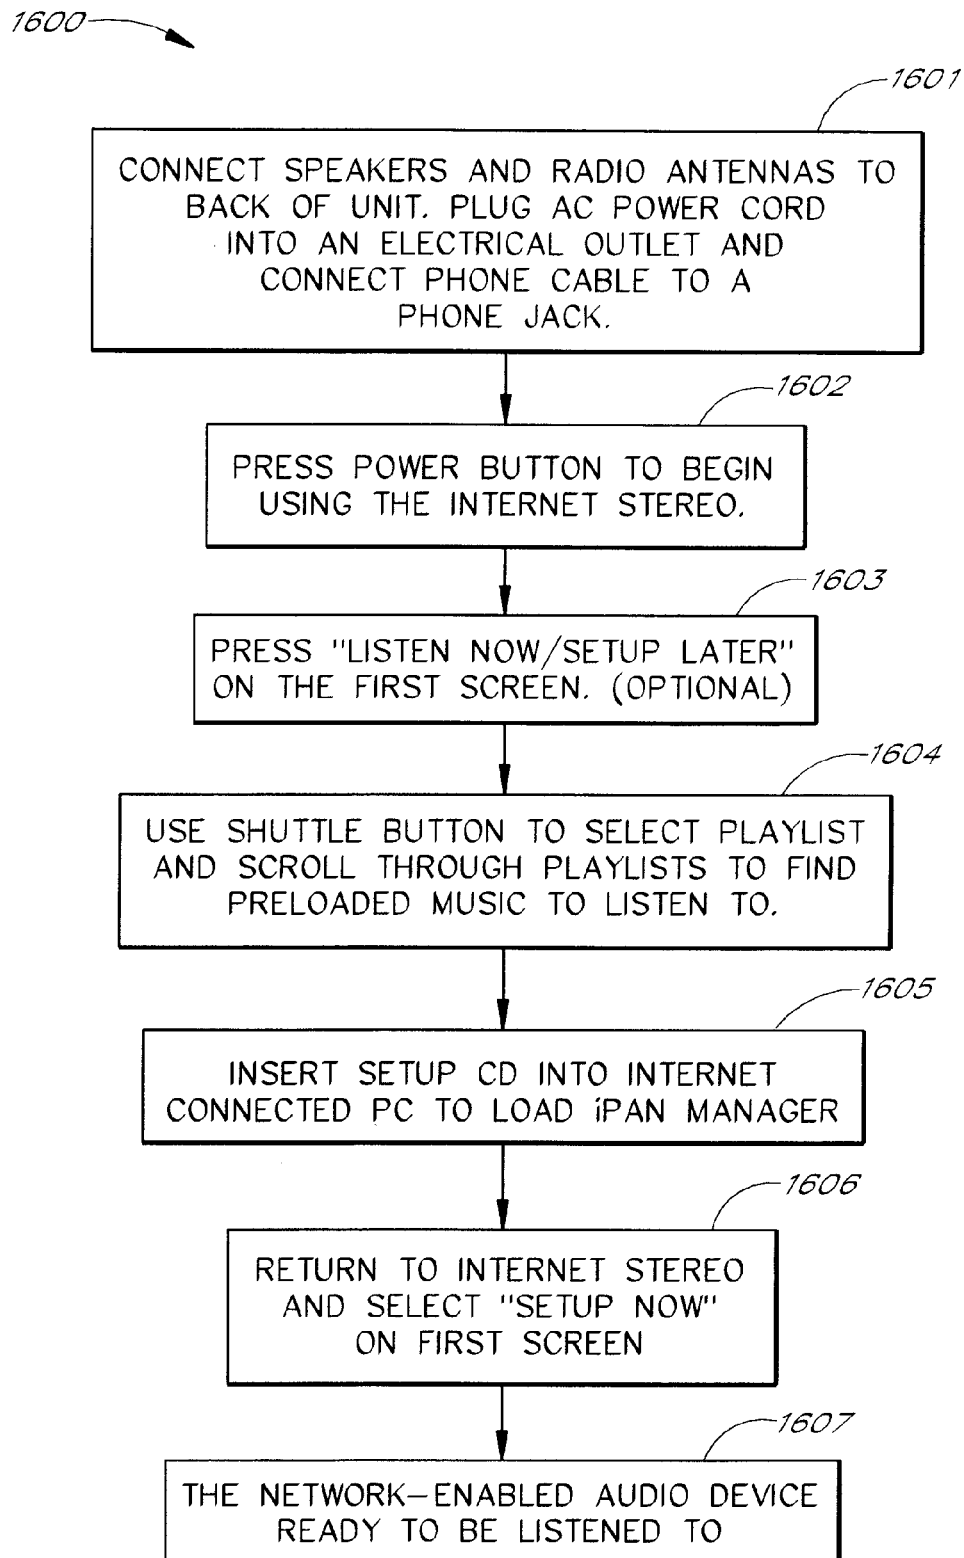 1600
1601
CONNECT SPEAKERS AND RADIO ANTENNAS TO
BACK OF UNIT. PLUG AC POWER CORD
INTO AN ELECTRICAL OUTLET AND
CONNECT PHONE CABLE TO A
PHONE JACK.
1602
PRESS POWER BUTTON TO BEGIN
USING THE INTERNET STEREO.
1603
PRESS "LISTEN NOW/SETUP LATER"
ON THE FIRST SCREEN. (OPTIONAL)
1604
USE SHUTTLE BUTTON TO SELECT PLAYLIST
AND SCROLL THROUGH PLAYLISTS TO FIND
PRELOADED MUSIC TO LISTEN TO.
1605
INSERT SETUP CD INTO INTERNET
CONNECTED PC TO LOAD iPAN MANAGER
1606
RETURN TO INTERNET STEREO
AND SELECT "SETUP NOW"
ON FIRST SCREEN
1607
THE NETWORK-ENABLED AUDIO DEVICE
READY TO BE LISTENED TO